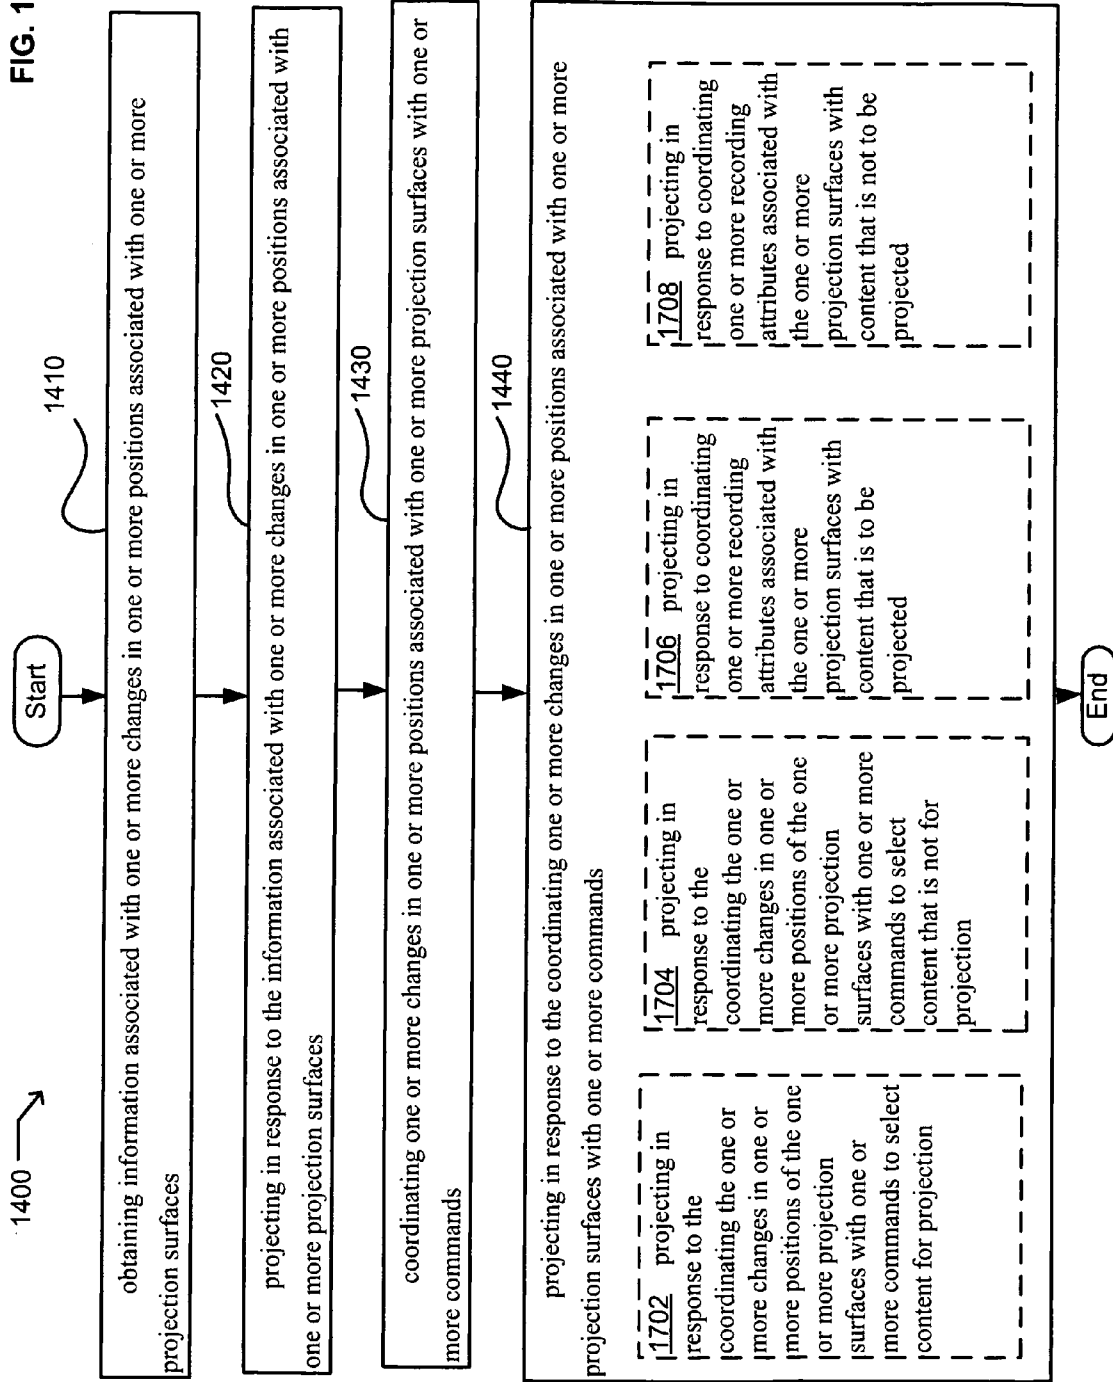 FIG. 1
1400
Start
1410
obtaining information associated with one or more changes in one or more positions associated with one or more
projection surfaces
1420
projecting in response to the information associated with one or more changes in one or more positions associated with
one or more projection surfaces
1430
coordinating one or more changes in one or more positions associated with one or more projection surfaces with one or
more commands
1440
projecting in response to the coordinating one or more changes in one or more positions associated with one or more
projection surfaces with one or more commands
1702 projecting in
response to the
coordinating the one or
more changes in one or
more positions of the one
or more projection
surfaces with one or
more commands to select
content for projection
1704 projecting in
response to the
coordinating the one or
more changes in one or
more positions of the one
or more projection
surfaces with one or more
commands to select
content that is not for
projection
1706 projecting in
response to coordinating
one or more recording
attributes associated with
the one or more
projection surfaces with
content that is to be
projected
1708 projecting in
response to coordinating
one or more recording
attributes associated with
the one or more
projection surfaces with
content that is not to be
projected
End